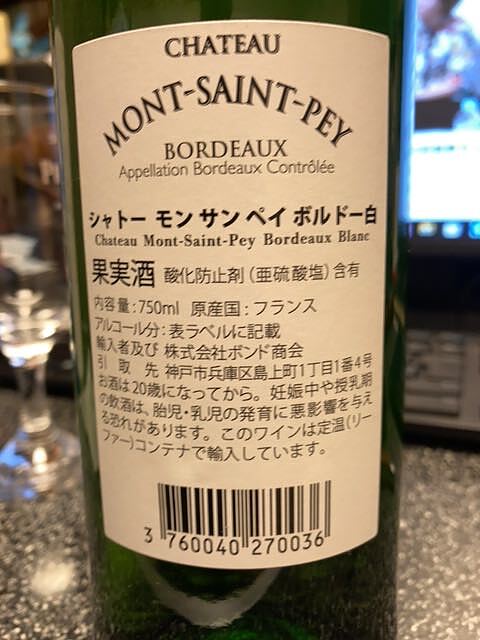 CHATEAU
MONT-SAINT-PEY
BORDEAUX
Appellation Bordeaux Contrôlée
シャトー モン サン ペイ ボルドー白
Chateau Mont-Saint-Pey Bordeaux Blanc
果実酒 酸化防止剤（亜硫酸塩）含有
内容量：750ml 原産国：フランス
アルコール分：表ラベルに記載
輸入者及び 株式会社ボンド商会
引取先 神戸市兵庫区島上町1丁目1番4号
お酒は20歳になってから。妊娠中や授乳期
の飲酒は、胎児・乳児の発育に悪影響を与え
る恐れがあります。このワインは定温（リー
ファー）コンテナで輸入しています。
3 760040 270036